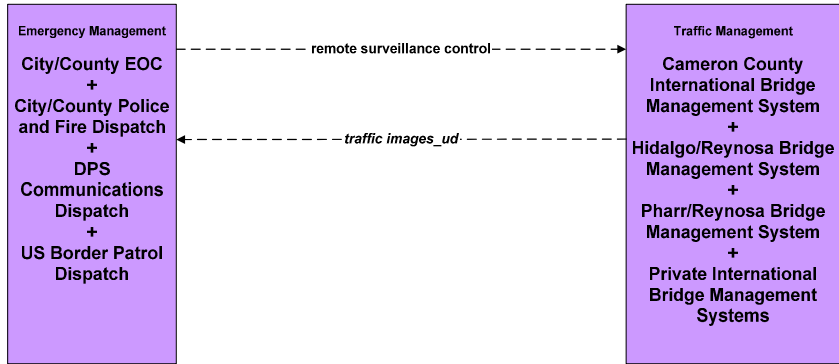 Emergency Management
City/County EOC
+
City/County Police
and Fire Dispatch
+
DPS
Communications
Dispatch
+
US Border Patrol
Dispatch
remote surveillance control
traffic images_ud
Traffic Management
Cameron County
International Bridge
Management System
+
Hidalgo/Reynosa Bridge
Management System
+
Pharr/Reynosa Bridge
Management System
+
Private International
Bridge Management
Systems